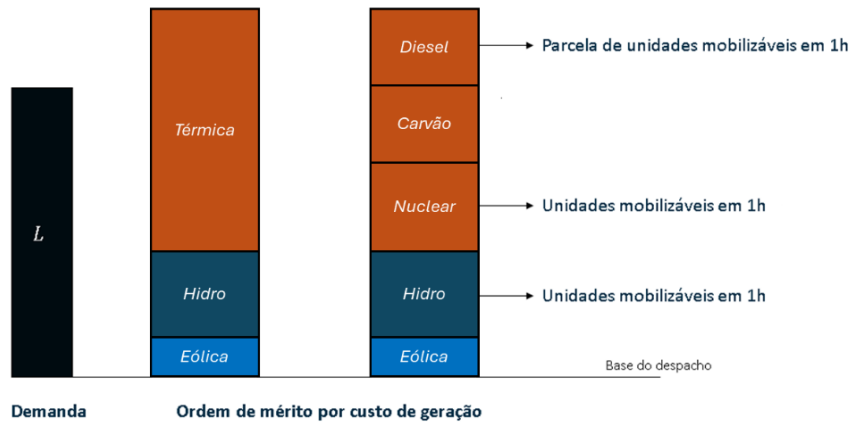 Diesel
Parcela de unidades mobilizáveis em 1h
Térmica
Carvão
L
Nuclear
Unidades mobilizáveis em 1h
Hidro
Hidro
Unidades mobilizáveis em 1h
Eólica
Eólica
Base do despacho
Demanda
Ordem de mérito por custo de geração